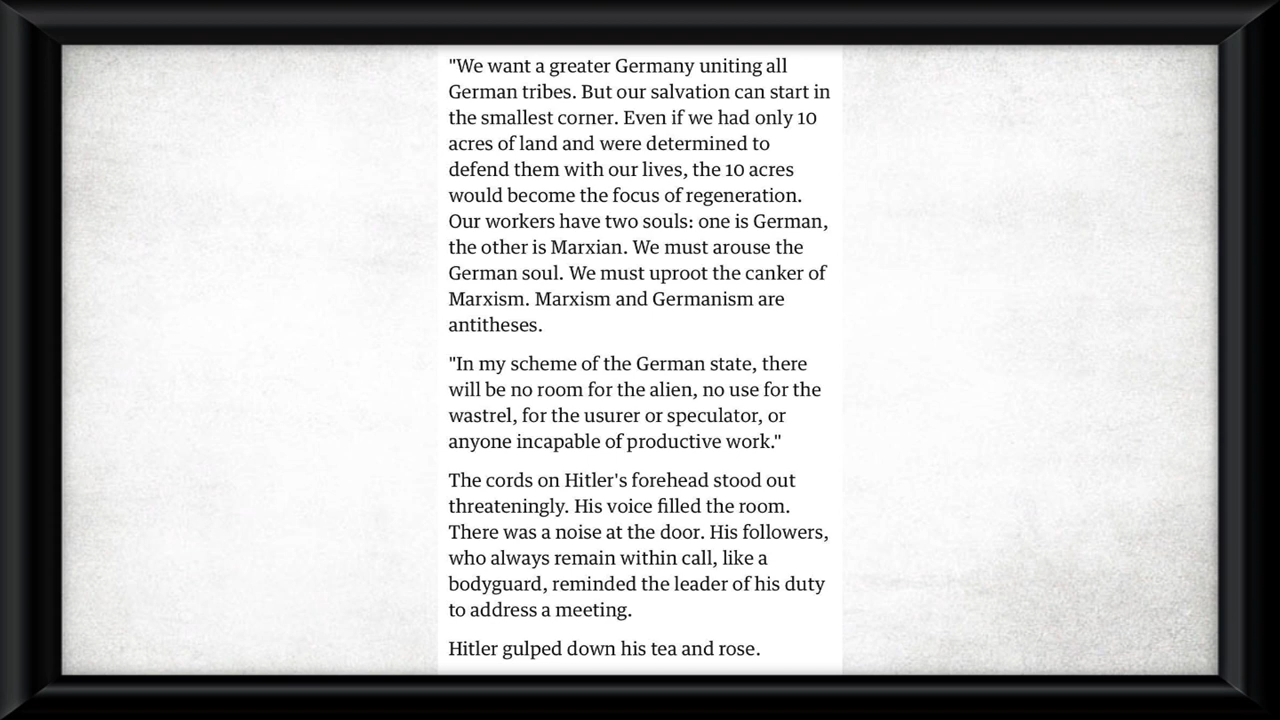 "We want a greater Germany uniting all
German tribes. But our salvation can start in
the smallest corner. Even if we had only 10
acres of land and were determined to
defend them with our lives, the 10 acres
would become the focus of regeneration.
Our workers have two souls: one is German,
the other is Marxian. We must arouse the
German soul. We must uproot the canker of
Marxism. Marxism and Germanism are
antitheses.
"In my scheme of the German state, there
will be no room for the alien, no use for the
wastrel, for the usurer or speculator, or
anyone incapable of productive work."
The cords on Hitler's forehead stood out
threateningly. His voice filled the room.
There was a noise at the door. His followers,
who always remain within call, like a
bodyguard, reminded the leader of his duty
to address a meeting.
Hitler gulped down his tea and rose.